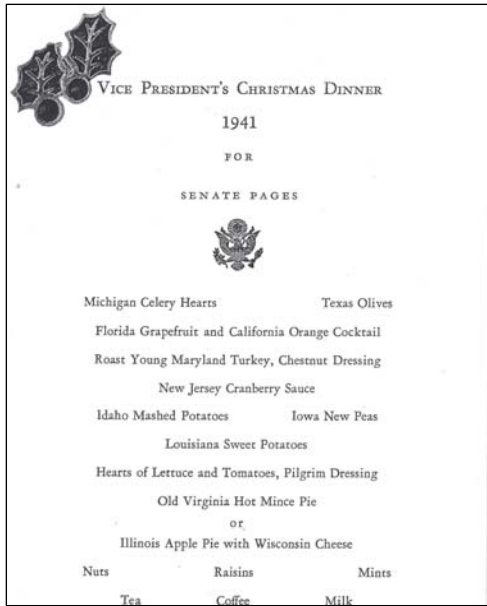 VICE PRESIDENT'S CHRISTMAS DINNER
1941
FOR
SENATE PAGES
Michigan Celery Hearts Texas Olives
Florida Grapefruit and California Orange Cocktail
Roast Young Maryland Turkey, Chestnut Dressing
New Jersey Cranberry Sauce
Idaho Mashed Potatoes Iowa New Peas
Louisiana Sweet Potatoes
Hearts of Lettuce and Tomatoes, Pilgrim Dressing
Old Virginia Hot Mince Pie
or
Illinois Apple Pie with Wisconsin Cheese
Nuts Raisins Mints
Tea Coffee Milk